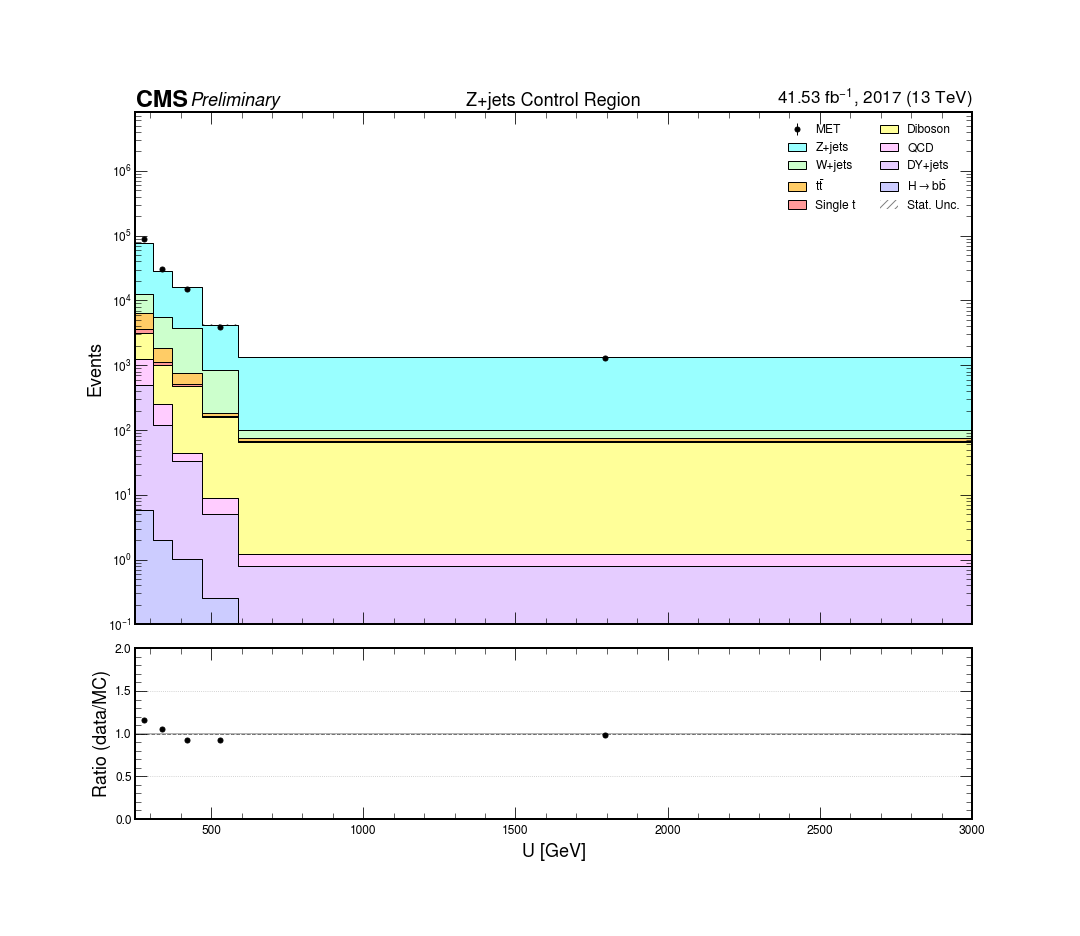 CMS Preliminary
Z+jets Control Region
41.53 fb⁻¹, 2017 (13 TeV)
MET
Z+jets
W+jets
tt̄
Single t
Diboson
QCD
DY+jets
H→bb̄
Stat. Unc.
Events
10⁶
10⁵
10⁴
10³
10²
10¹
10⁰
10⁻¹
Ratio (data/MC)
2.0
1.5
1.0
0.5
0.0
500 1000 1500 2000 2500 3000
U [GeV]